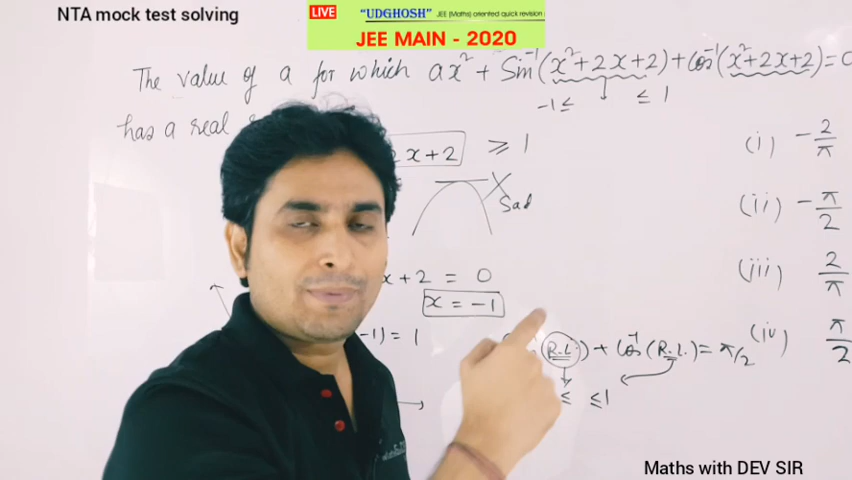 NTA mock test solving
LIVE "UDGHOSH" JEE (Maths) oriented quick revision
JEE MAIN - 2020
The value of a for which ax² + Sin⁻¹(x²+2x+2)+Cos⁻¹(x²+2x+2)=0
-1 ≤ ≤ 1
has a real
x+2 ≥ 1
(i) -2/π
Sad
(ii) -π/2
x + 2 = 0
(iii) 2/π
x = -1
-1) = 1
(R.L.) + Cos⁻¹(R.L.) = π/2
(iv) π/2
≤ ≤1
Maths with DEV SIR